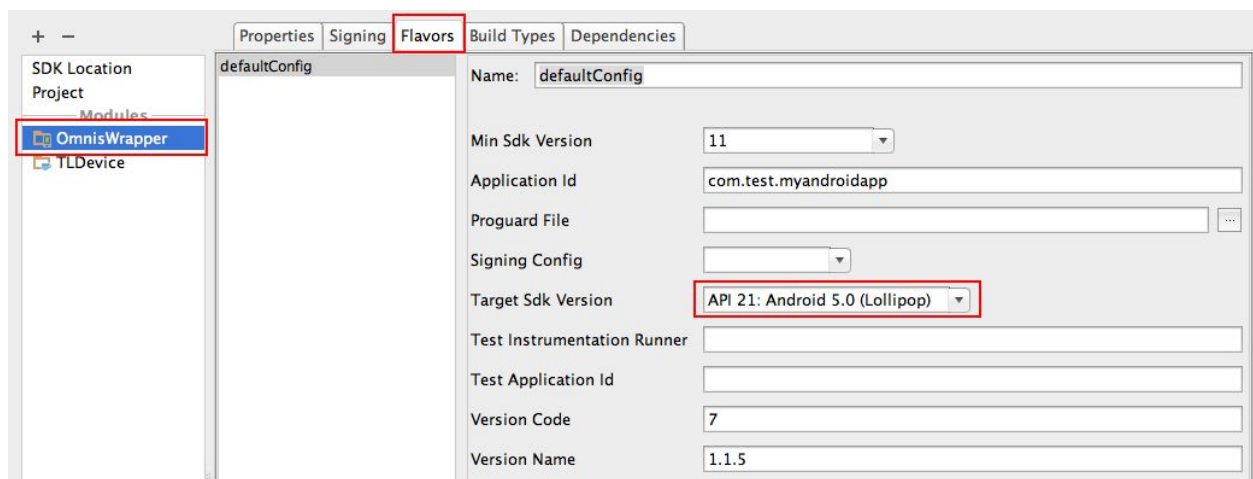 + −
Properties Signing Flavors Build Types Dependencies
SDK Location
Project
Modules
OmnisWrapper
TLDevice
defaultConfig
Name: defaultConfig
Min Sdk Version 11
Application Id com.test.myandroidapp
Proguard File ...
Signing Config
Target Sdk Version API 21: Android 5.0 (Lollipop)
Test Instrumentation Runner
Test Application Id
Version Code 7
Version Name 1.1.5